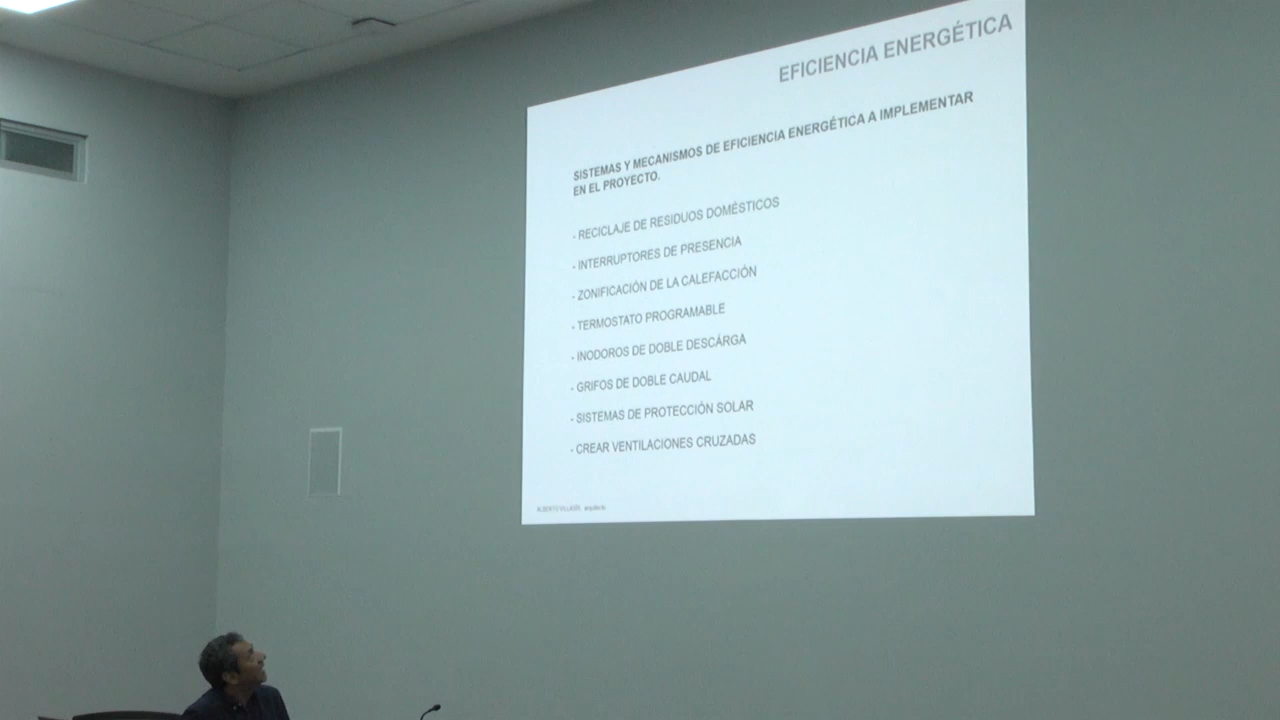 EFICIENCIA ENERGÉTICA
SISTEMAS Y MECANISMOS DE EFICIENCIA ENERGÉTICA A IMPLEMENTAR
EN EL PROYECTO.
- RECICLAJE DE RESIDUOS DOMÉSTICOS
- INTERRUPTORES DE PRESENCIA
- ZONIFICACIÓN DE LA CALEFACCIÓN
- TERMOSTATO PROGRAMABLE
- INODOROS DE DOBLE DESCÁRGA
- GRIFOS DE DOBLE CAUDAL
- SISTEMAS DE PROTECCIÓN SOLAR
- CREAR VENTILACIONES CRUZADAS
ALBERTO